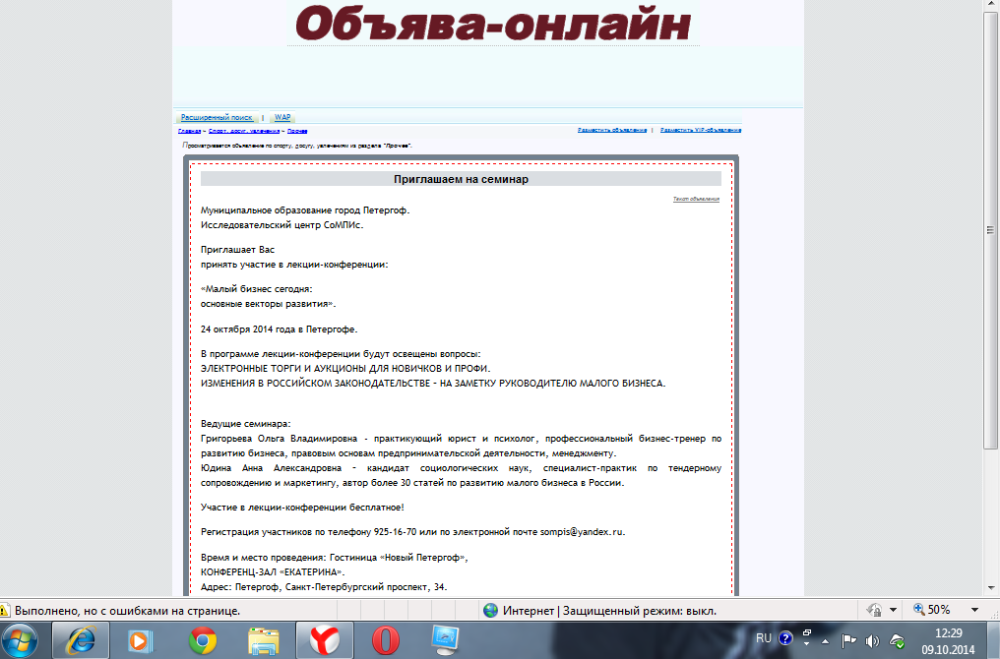 Объява-онлайн
Расширенный поиск | WAP
Главная - Спорт, досуг, увлечения - Прочее
Разместить объявление | Разместить VIP-объявление
Просматривается объявление по спорту, досугу, увлечениям из раздела "Прочее".
Приглашаем на семинар
Текст объявления
Муниципальное образование город Петергоф.
Исследовательский центр СоМПИс.
Приглашает Вас
принять участие в лекции-конференции:
«Малый бизнес сегодня:
основные векторы развития».
24 октября 2014 года в Петергофе.
В программе лекции-конференции будут освещены вопросы:
ЭЛЕКТРОННЫЕ ТОРГИ И АУКЦИОНЫ ДЛЯ НОВИЧКОВ И ПРОФИ.
ИЗМЕНЕНИЯ В РОССИЙСКОМ ЗАКОНОДАТЕЛЬСТВЕ – НА ЗАМЕТКУ РУКОВОДИТЕЛЮ МАЛОГО БИЗНЕСА.
Ведущие семинара:
Григорьева Ольга Владимировна - практикующий юрист и психолог, профессиональный бизнес-тренер по
развитию бизнеса, правовым основам предпринимательской деятельности, менеджменту.
Юдина Анна Александровна – кандидат социологических наук, специалист-практик по тендерному
сопровождению и маркетингу, автор более 30 статей по развитию малого бизнеса в России.
Участие в лекции-конференции бесплатное!
Регистрация участников по телефону 925-16-70 или по электронной почте sompis@yandex.ru.
Время и место проведения: Гостиница «Новый Петергоф»,
КОНФЕРЕНЦ-ЗАЛ «ЕКАТЕРИНА».
Адрес: Петергоф, Санкт-Петербургский проспект, 34.
Выполнено, но с ошибками на странице.
Интернет | Защищенный режим: выкл.
50%
RU
12:29
09.10.2014